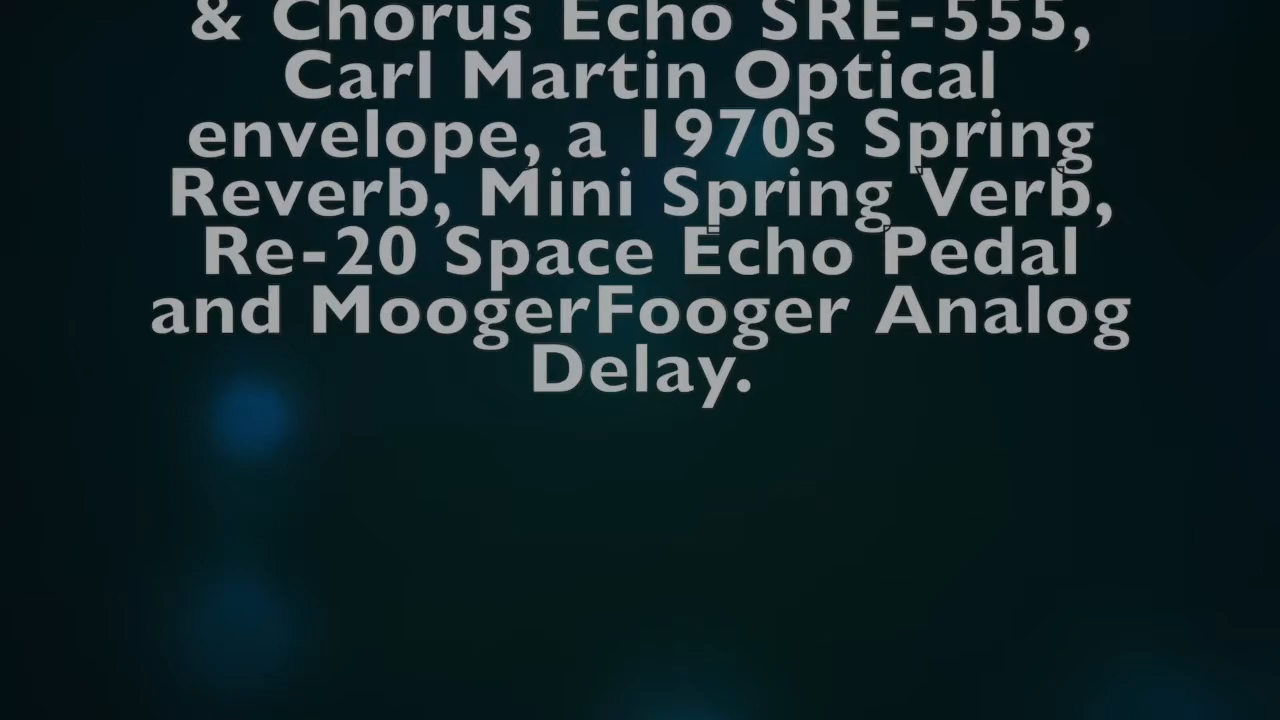 & Chorus Echo SRE-555,
Carl Martin Optical
envelope, a 1970s Spring
Reverb, Mini Spring Verb,
Re-20 Space Echo Pedal
and MoogerFooger Analog
Delay.